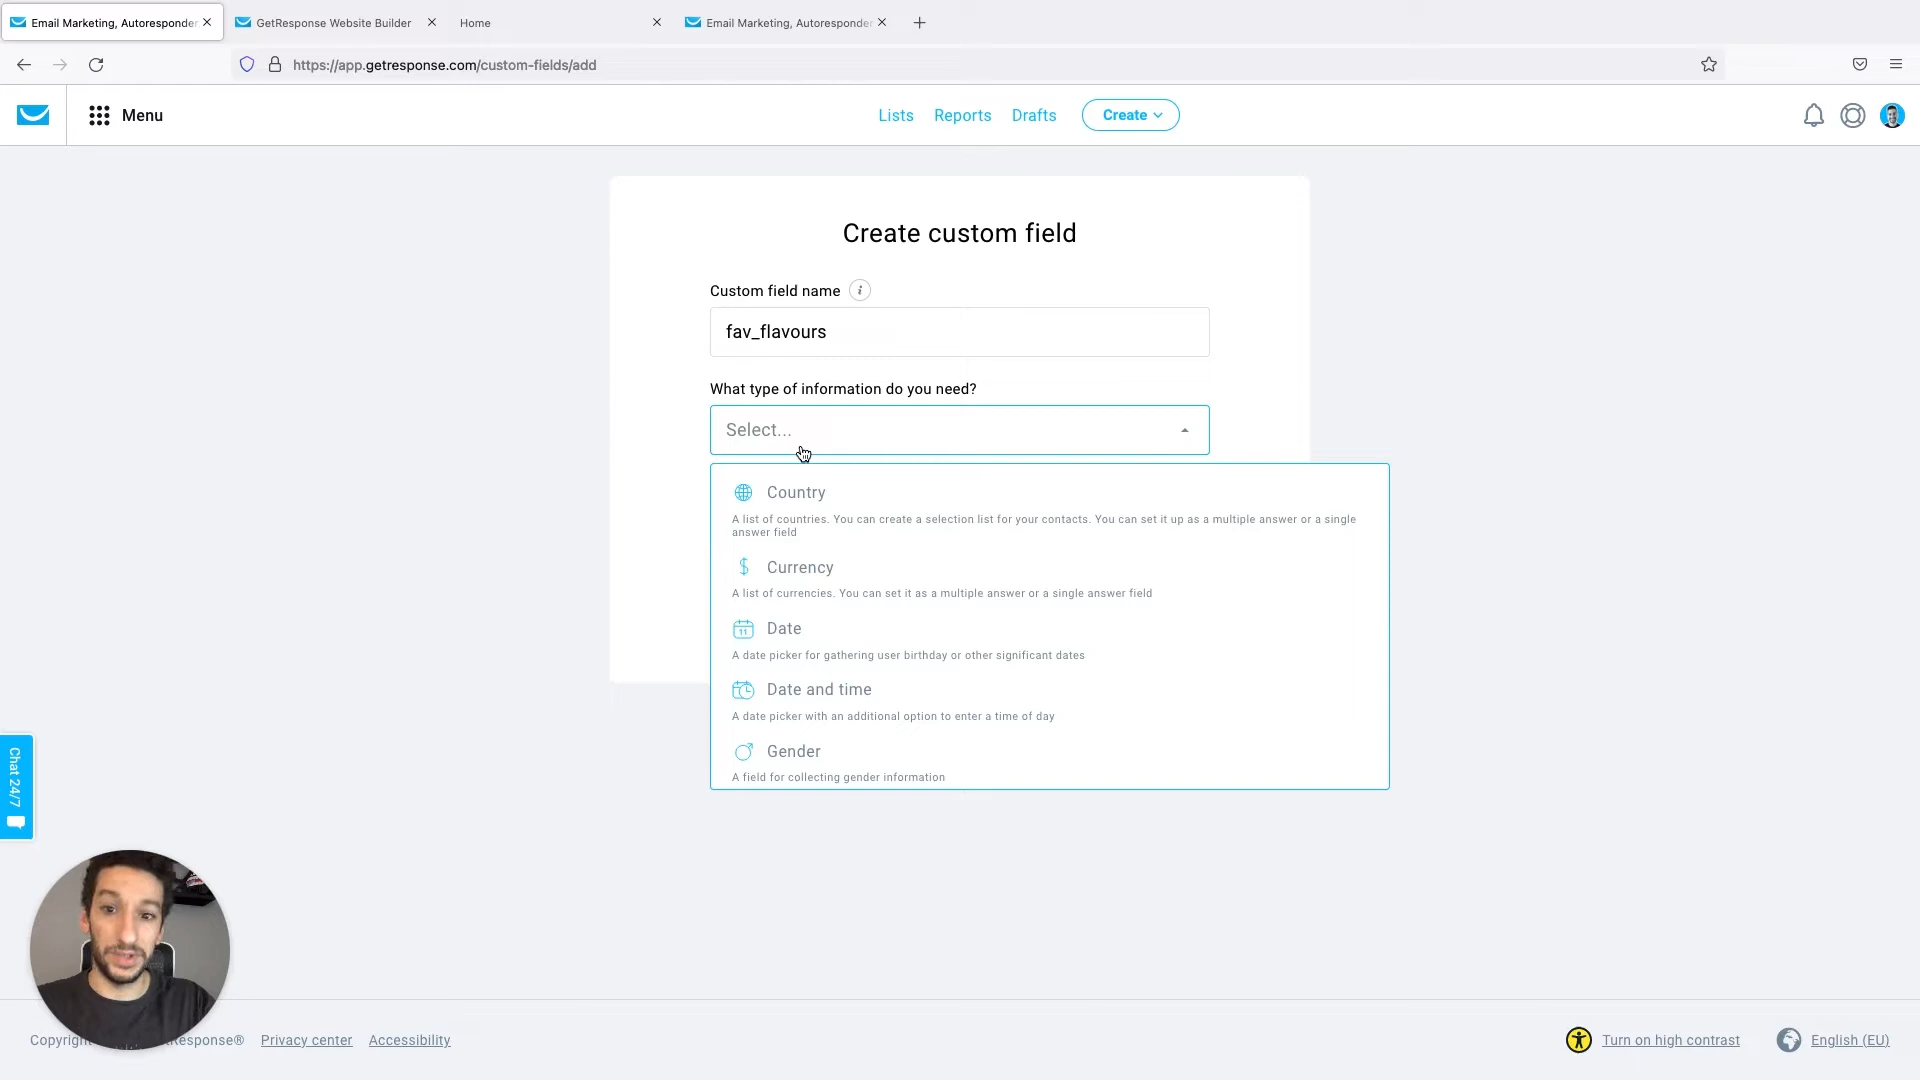 Email Marketing, Autoresponder
GetResponse Website Builder
Home
Email Marketing, Autoresponder
https://app.getresponse.com/custom-fields/add
Menu
Lists
Reports
Drafts
Create
Create custom field
Custom field name
i
fav_flavours
What type of information do you need?
Select...
Country
A list of countries. You can create a selection list for your contacts. You can set it up as a multiple answer or a single
answer field
$ Currency
A list of currencies. You can set it as a multiple answer or a single answer field
11 Date
A date picker for gathering user birthday or other significant dates
Date and time
A date picker with an additional option to enter a time of day
Gender
A field for collecting gender information
Chat 24/7
Privacy center
Accessibility
Turn on high contrast
English (EU)